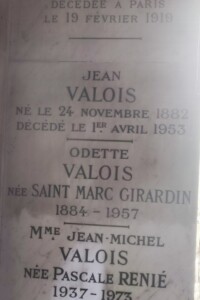 DÉCÉDÉE A PARIS
LE 19 FÉVRIER 1919
JEAN
VALOIS
NÉ LE 24 NOVEMBRE 1882
DÉCÉDÉ LE 1ER AVRIL 1953
ODETTE
VALOIS
NÉE SAINT MARC GIRARDIN
1884 - 1957
MME JEAN-MICHEL
VALOIS
NÉE PASCALE RENIÉ
1937-1973